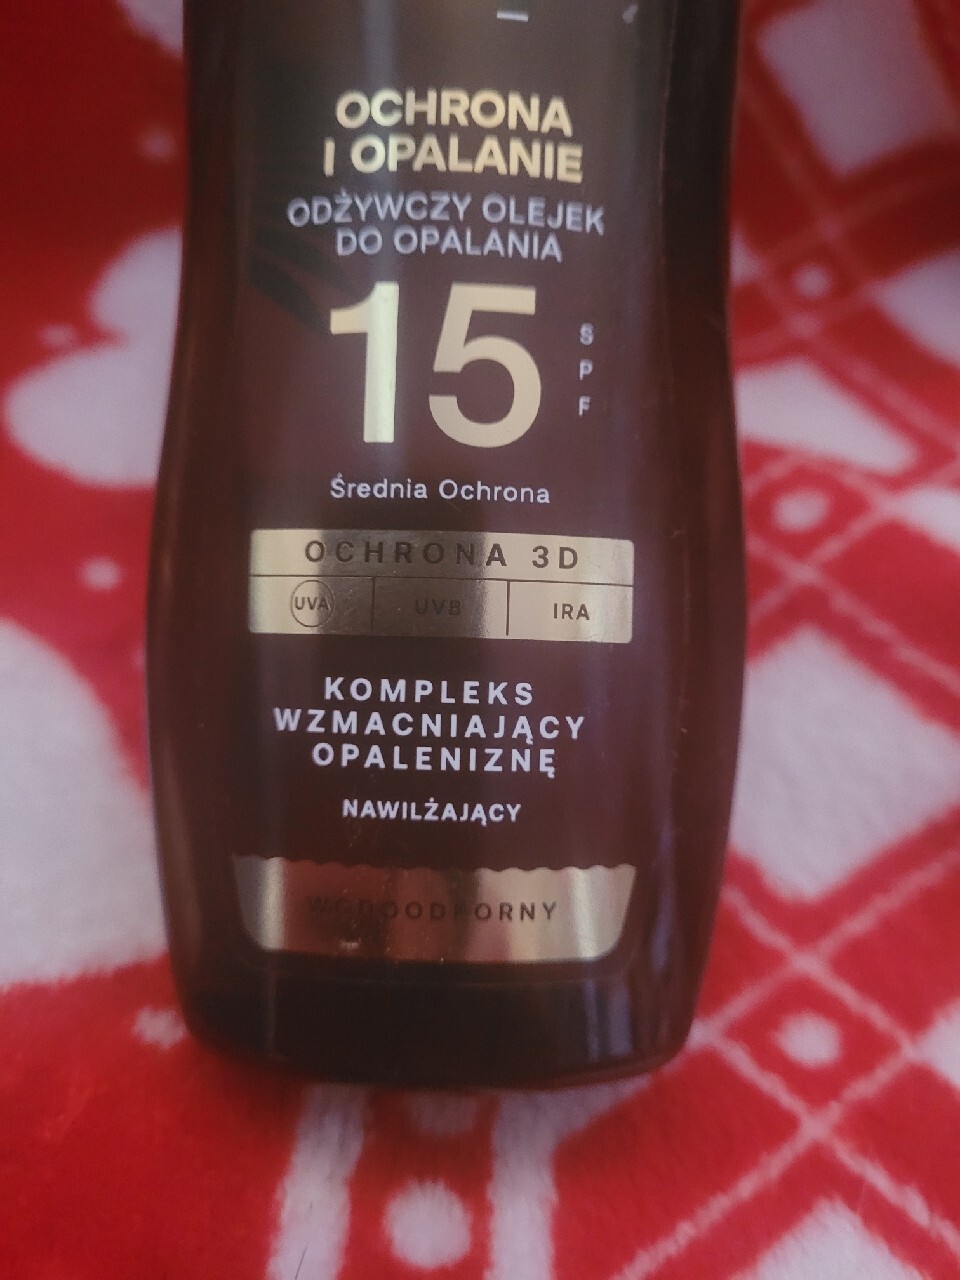 OCHRONA
I OPALANIE
ODŻYWCZY OLEJEK
DO OPALANIA
15
SPF
Średnia Ochrona
OCHRONA 3D
UVA UVB IRA
KOMPLEKS
WZMACNIAJĄCY
OPALENIZNĘ
NAWILŻAJĄCY
WODOODPORNY